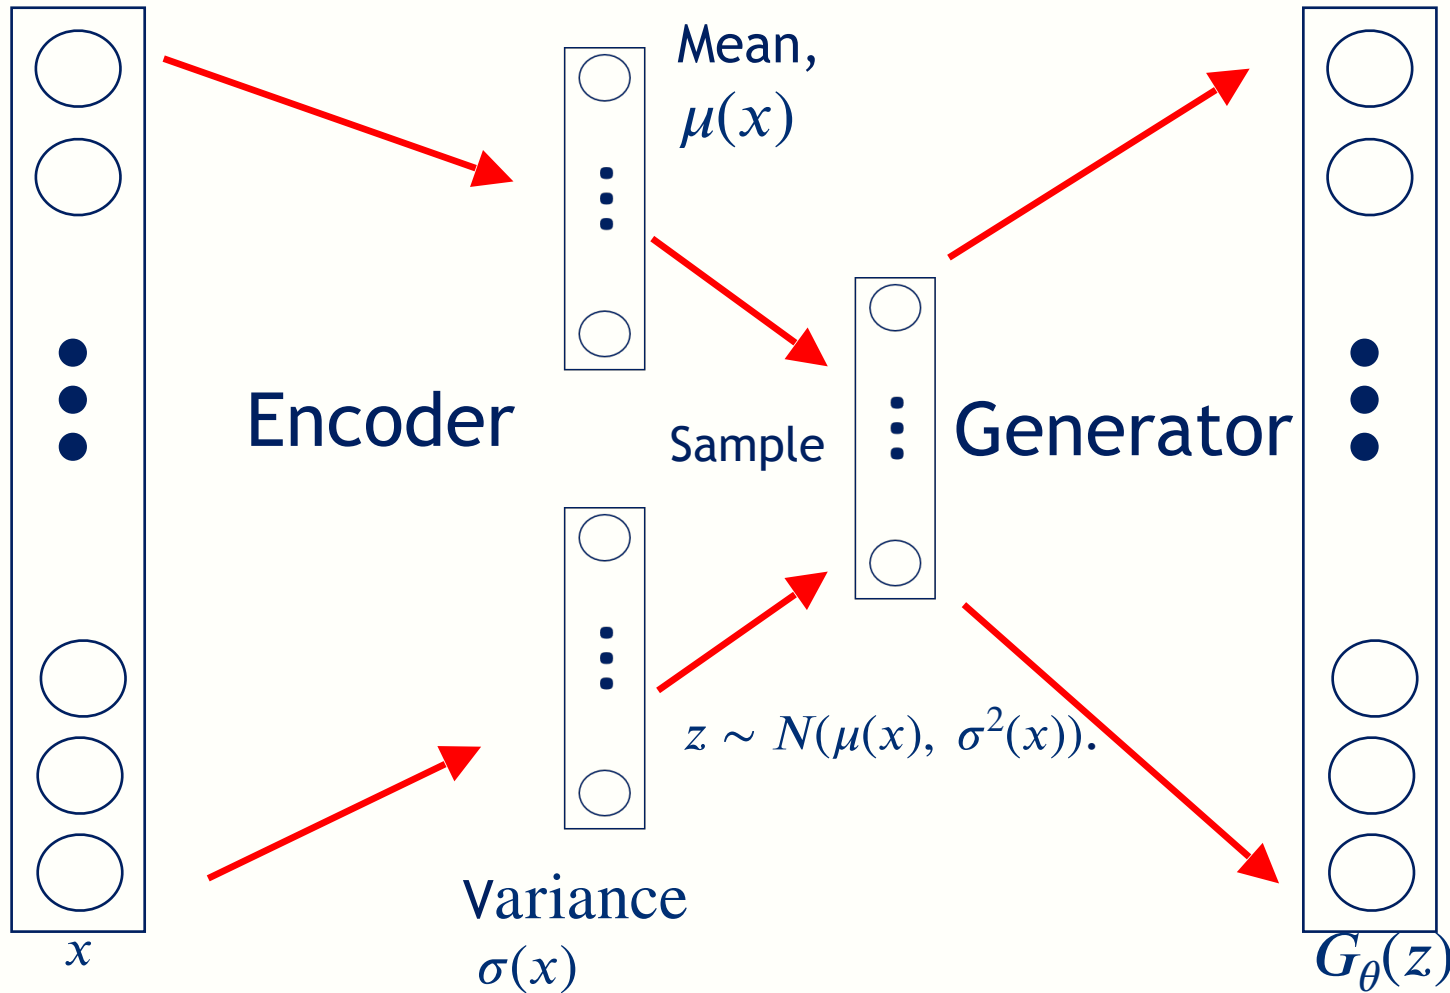 Mean,
μ(x)
Encoder
Sample
Generator
z ~ N(μ(x), σ²(x)).
Variance
σ(x)
x
G_θ(z)